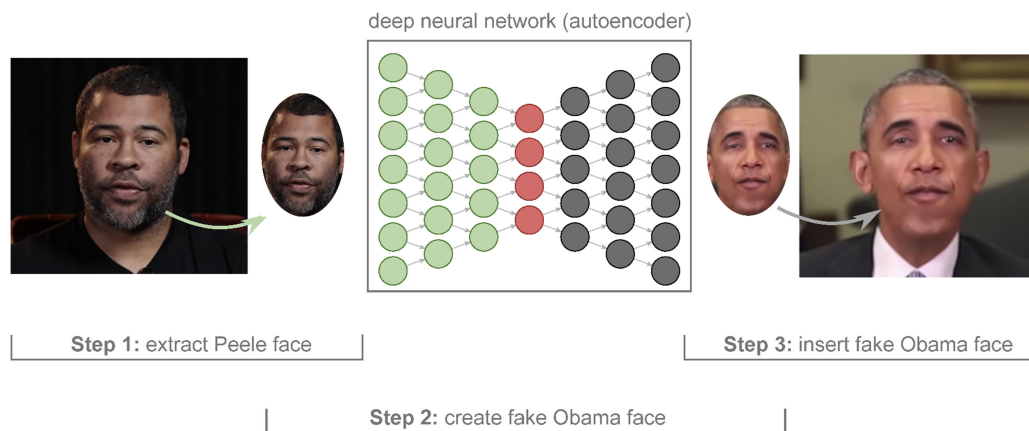 deep neural network (autoencoder)
Step 1: extract Peele face
Step 3: insert fake Obama face
Step 2: create fake Obama face